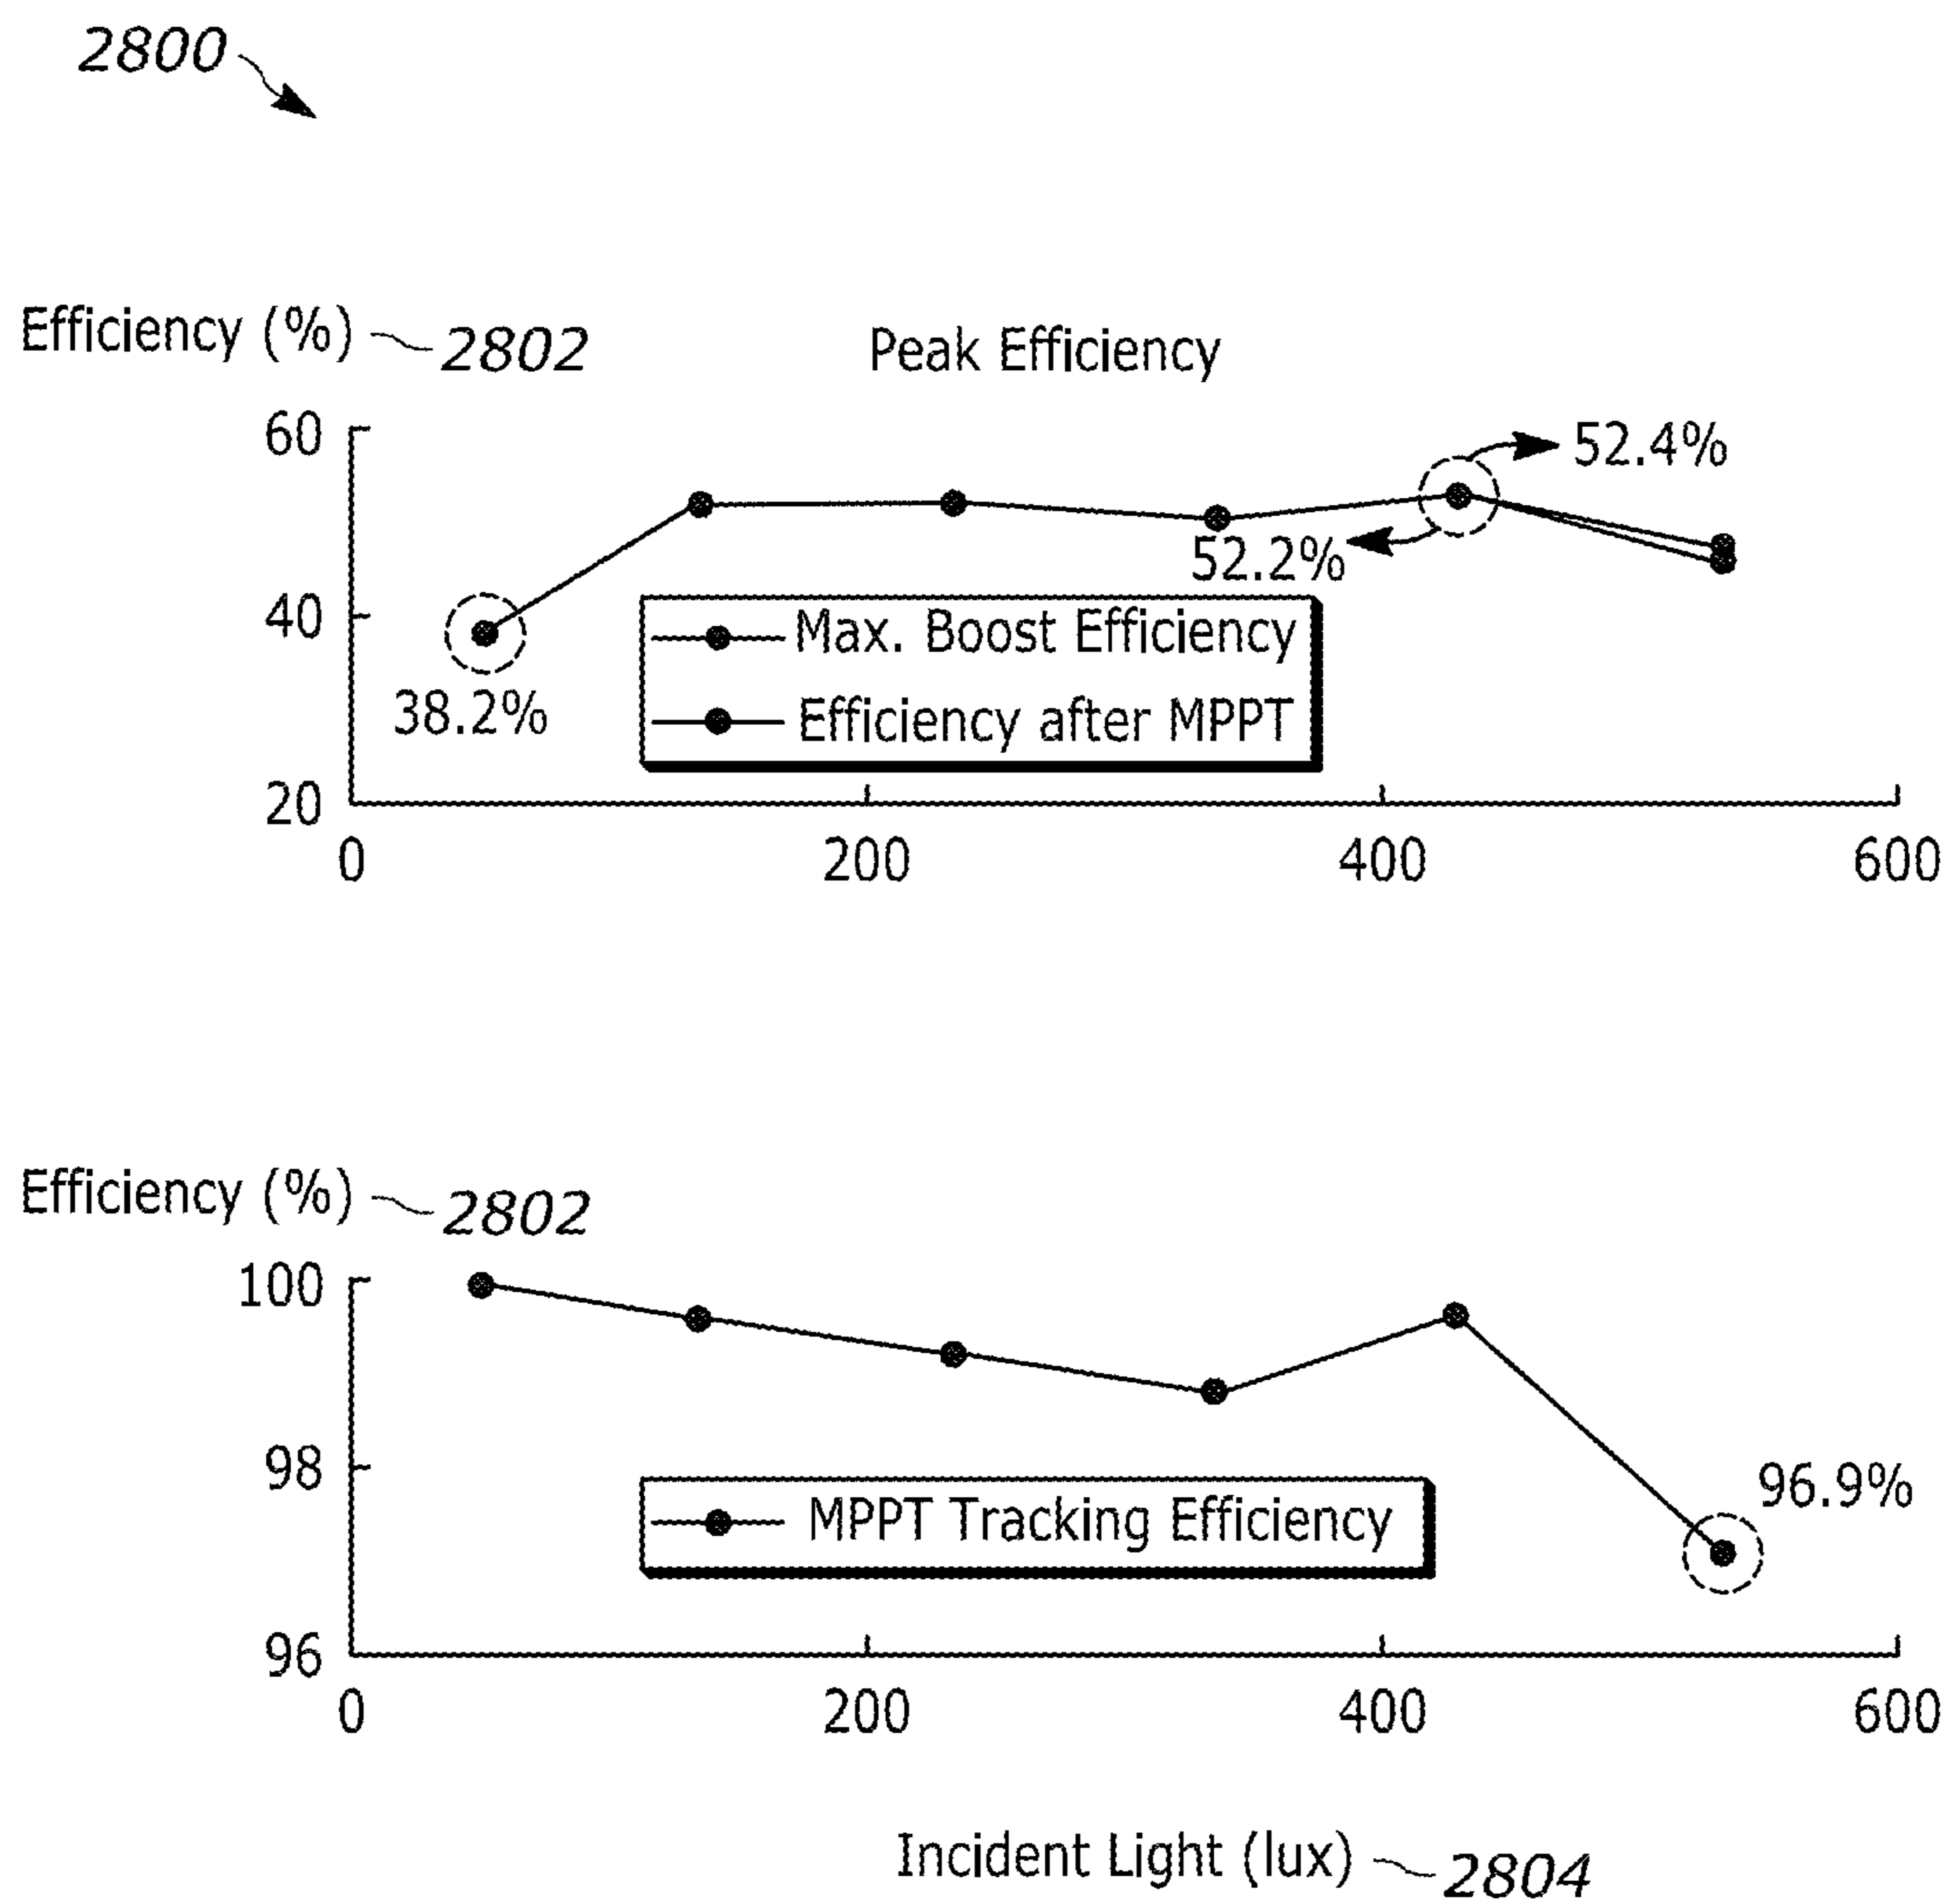 2800
Efficiency (%) 2802
Peak Efficiency
60
52.4%
52.2%
40
Max. Boost Efficiency
38.2%
Efficiency after MPPT
20
0 200 400 600
Efficiency (%) 2802
100
98
96.9%
MPPT Tracking Efficiency
96
0 200 400 600
Incident Light (lux) 2804